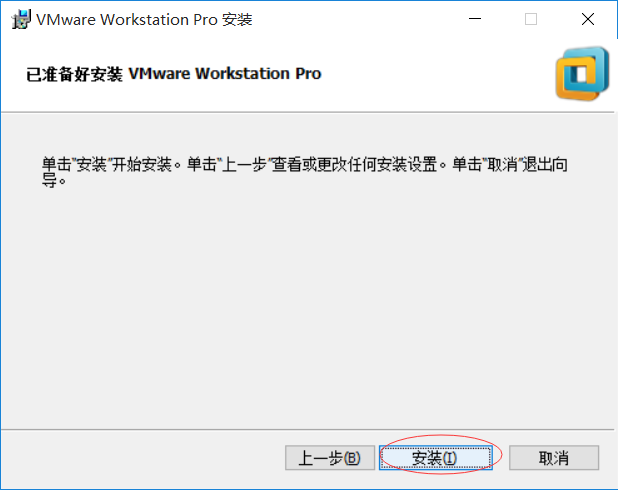 VMware Workstation Pro 安装
已准备好安装 VMware Workstation Pro
单击“安装”开始安装。单击“上一步”查看或更改任何安装设置。单击“取消”退出向
导。
上一步(B) 安装(I) 取消